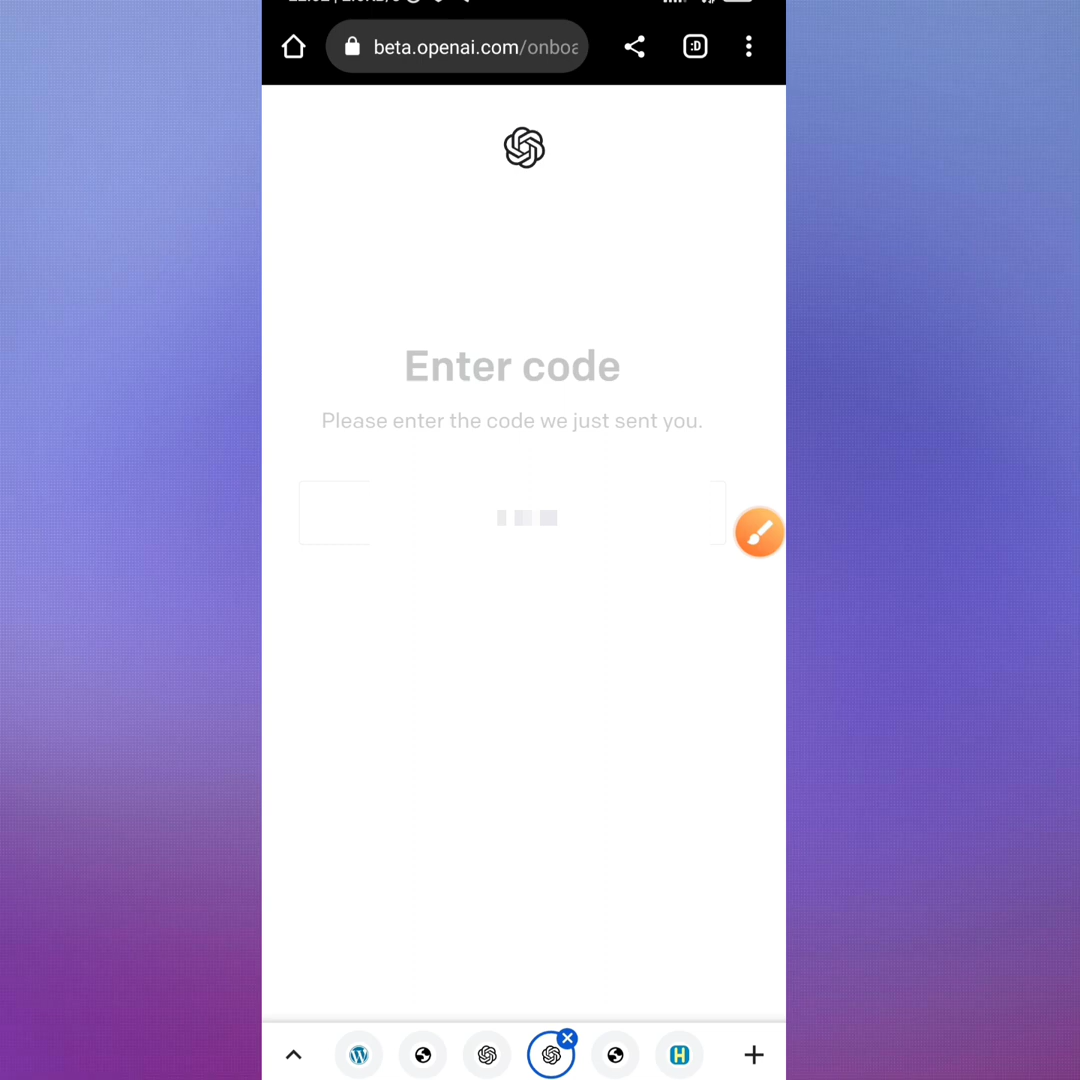 beta.openai.com/onboa
:D
Enter code
Please enter the code we just sent you.